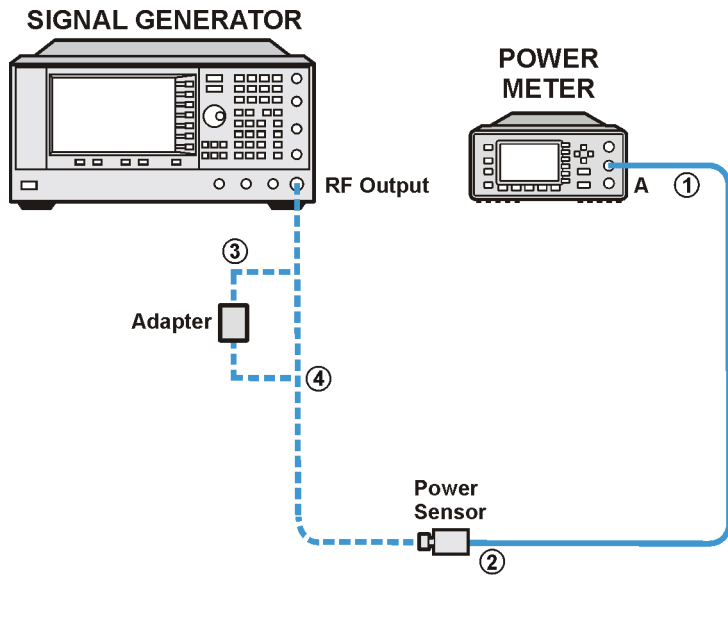 SIGNAL GENERATOR
POWER
METER
RF Output
A
①
③
Adapter
④
Power
Sensor
②